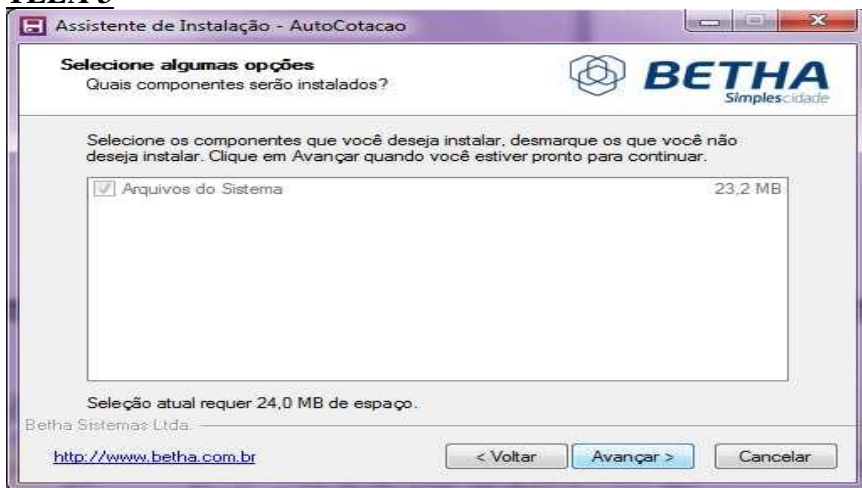 Assistente de Instalação - AutoCotacao
Selecione algumas opções
Quais componentes serão instalados?
BETHA
Simplescidade
Selecione os componentes que você deseja instalar, desmarque os que você não
deseja instalar. Clique em Avançar quando você estiver pronto para continuar.
Arquivos do Sistema 23,2 MB
Seleção atual requer 24,0 MB de espaço.
Betha Sistemas Ltda.
http://www.betha.com.br
< Voltar Avançar > Cancelar